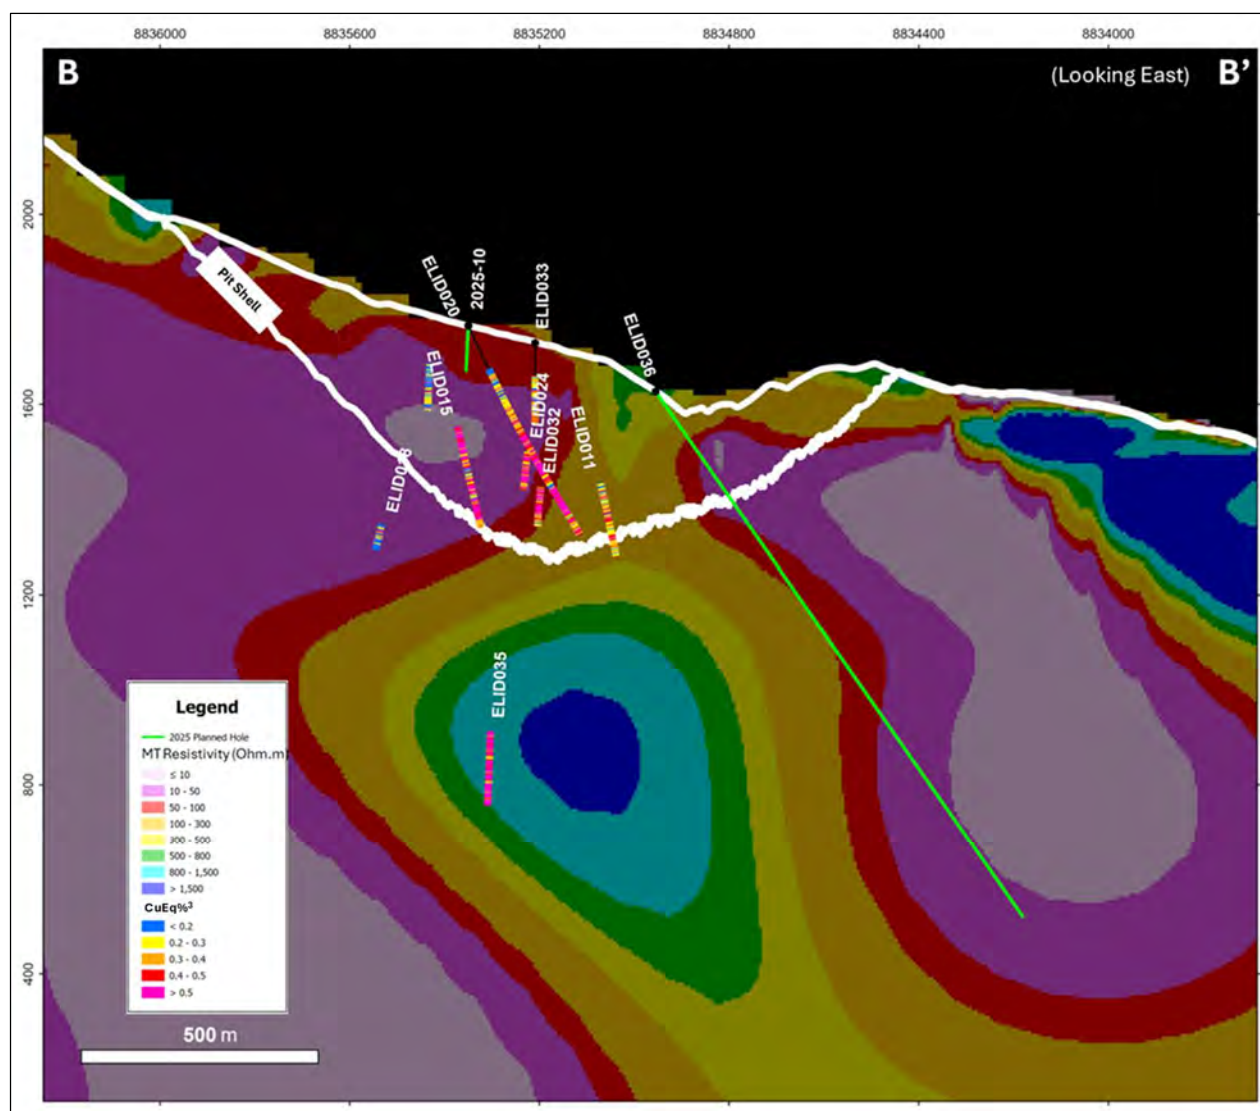 8836000 8835600 8835200 8834800 8834400 8834000
B
(Looking East)
B’
2000
1600
1200
800
400
Pit Shell
ELID020
2025-10
ELID033
ELID036
ELID015
ELID024
ELID032
ELID011
ELID035
Legend
2025 Planned Hole
MT Resistivity (Ohm.m)
≤ 10
10 - 50
50 - 100
100 - 300
300 - 500
500 - 800
800 - 1,500
> 1,500
CuEq%³
< 0.2
0.2 - 0.3
0.3 - 0.4
0.4 - 0.5
> 0.5
500 m